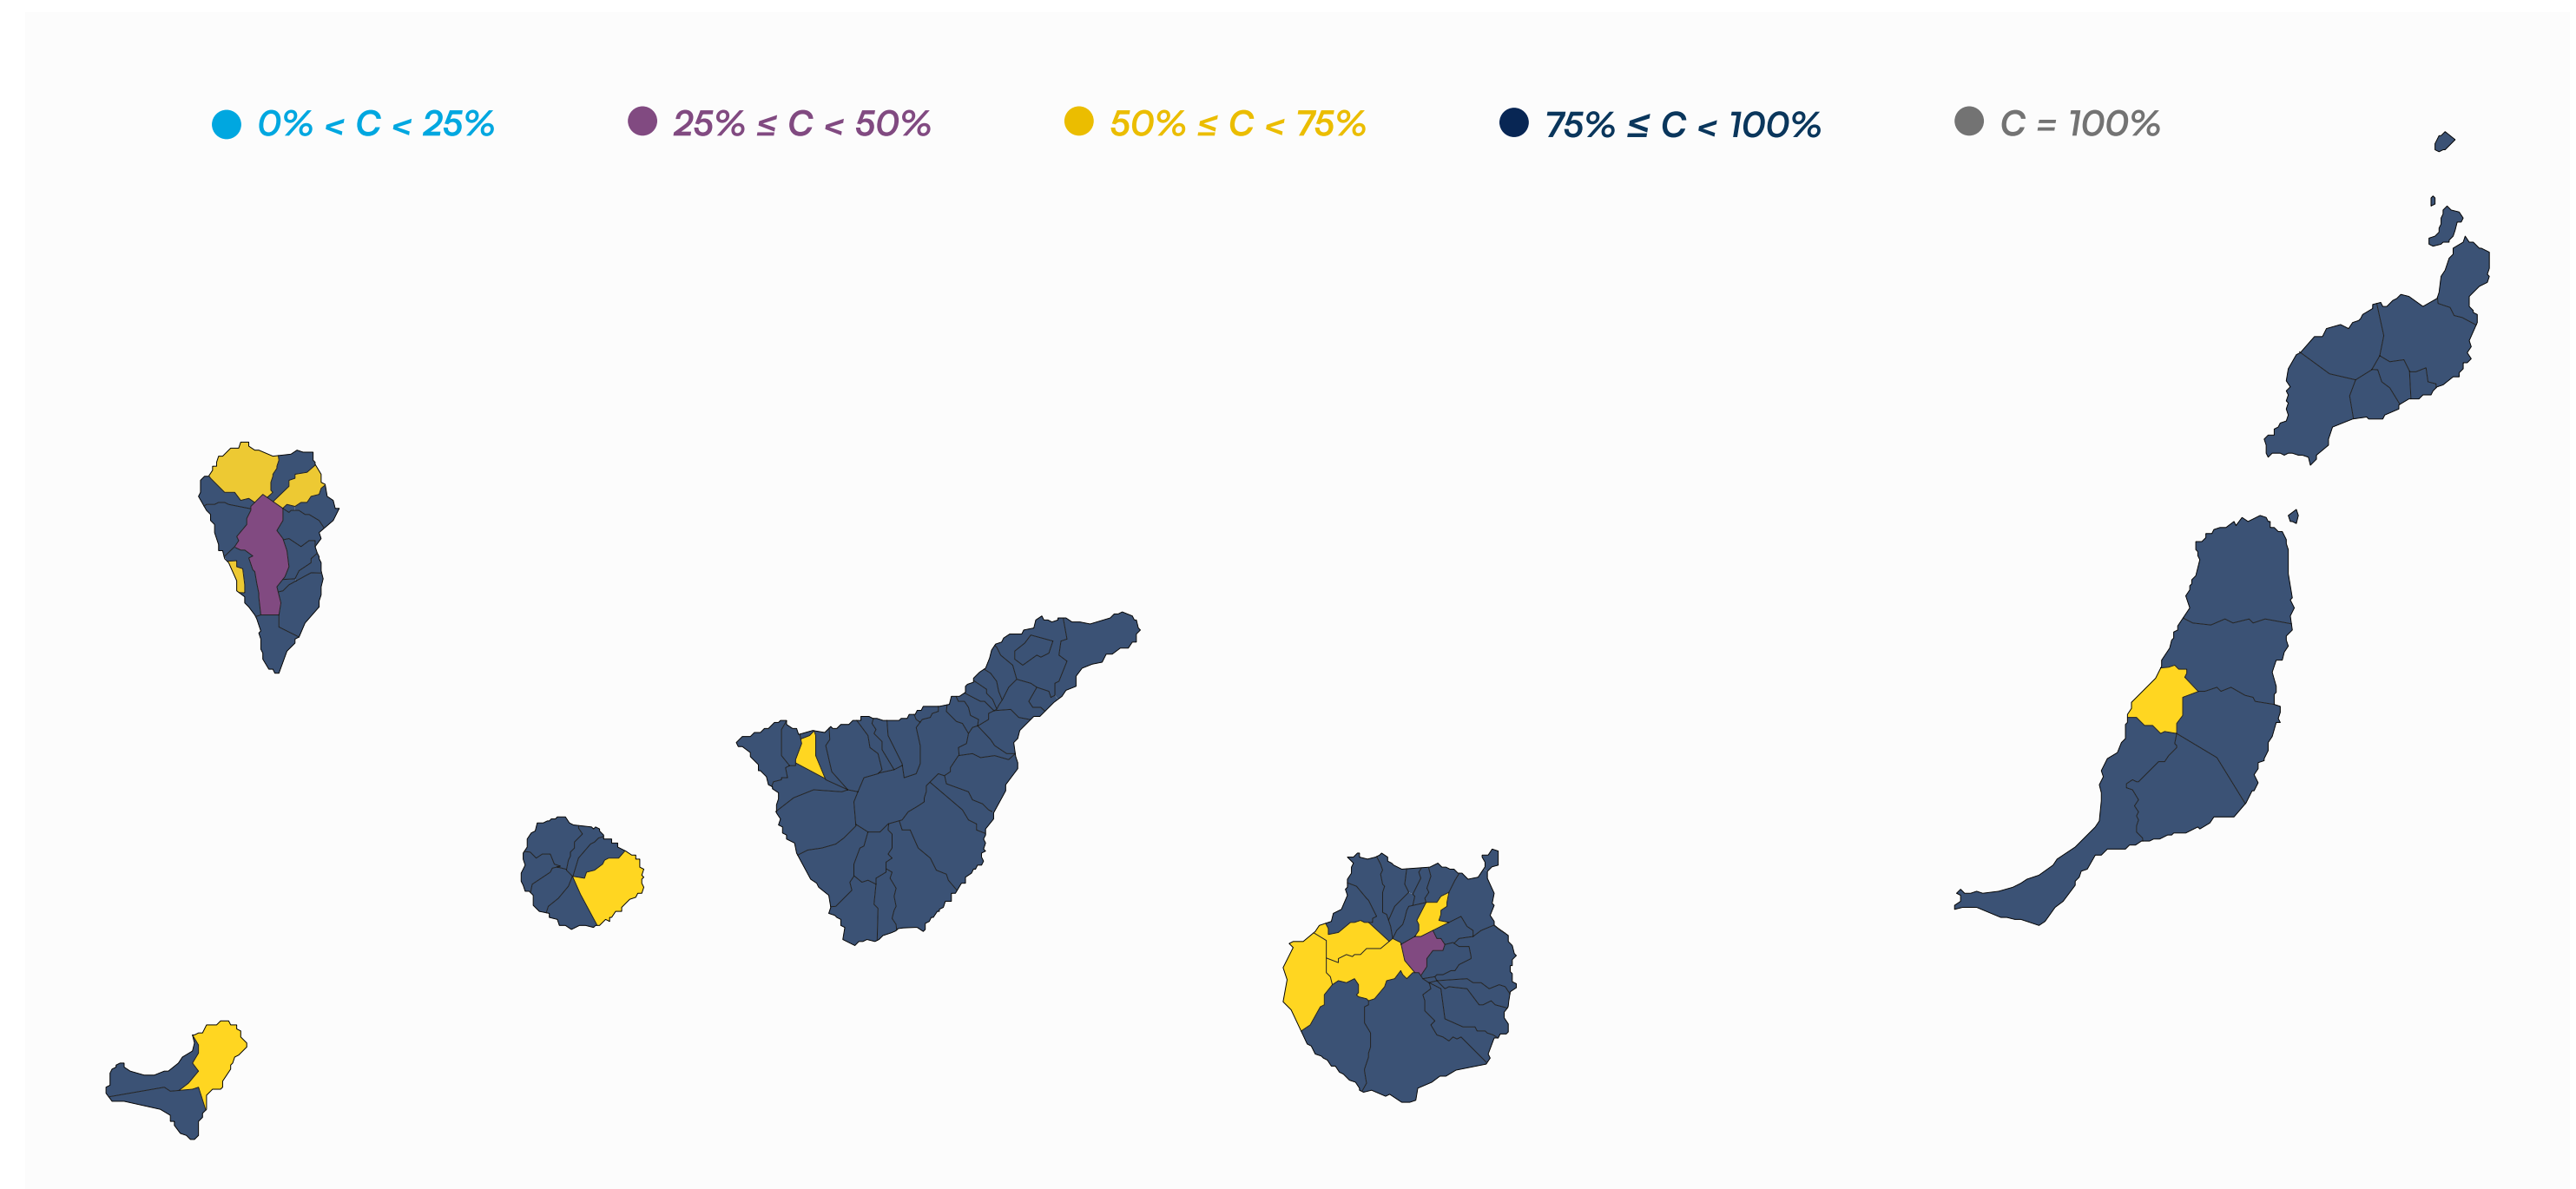 0% < C < 25%
25% ≤ C < 50%
50% ≤ C < 75%
75% ≤ C < 100%
C = 100%